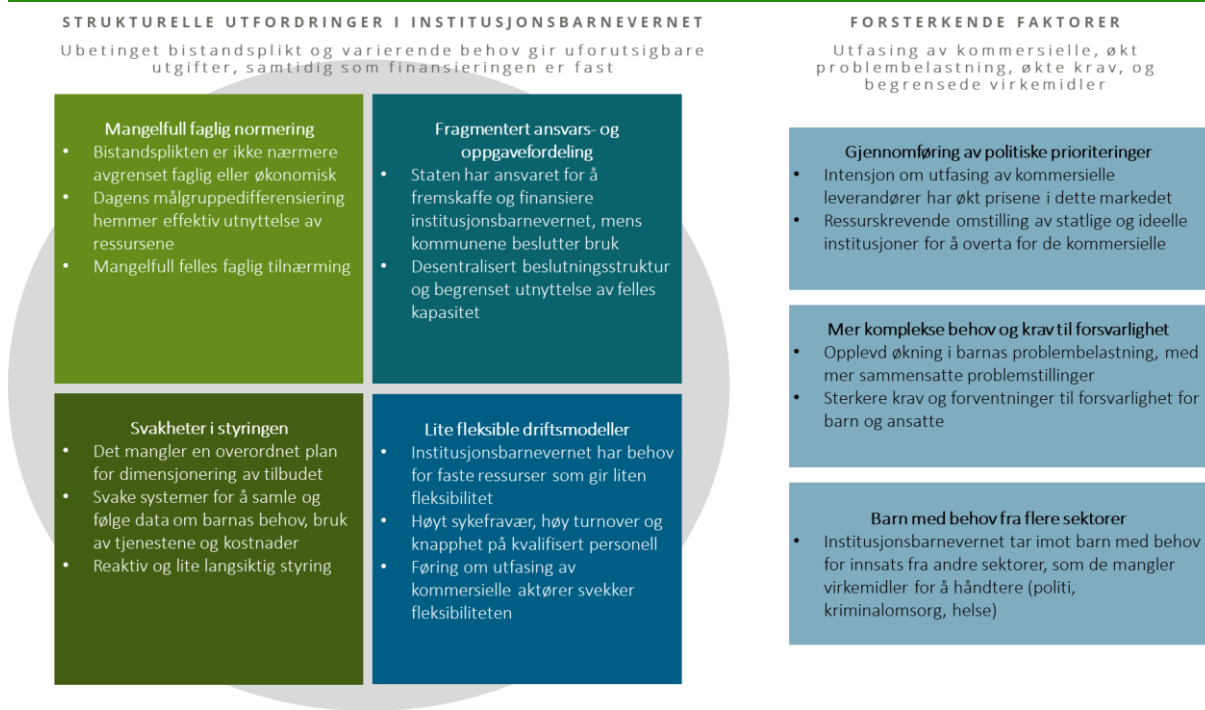 STRUKTURELLE UTFORDRINGER I INSTITUSJONSBARNEVERNET
Ubetinget bistandsplikt og varierende behov gir uforutsigbare
utgifter, samtidig som finansieringen er fast
Mangelfull faglig normering
• Bistandsplikten er ikke nærmere
avgrenset faglig eller økonomisk
• Dagens målgruppedifferensiering
hemmer effektiv utnyttelse av
ressursene
• Mangelfull felles faglig tilnærming
Fragmentert ansvars- og
oppgavefordeling
• Staten har ansvaret for å
fremskaffe og finansiere
institusjonsbarnevernet, mens
kommunene beslutter bruk
• Desentralisert beslutningsstruktur
og begrenset utnyttelse av felles
kapasitet
Svakheter i styringen
• Det mangler en overordnet plan
for dimensjonering av tilbudet
• Svake systemer for å samle og
følge data om barnas behov, bruk
av tjenestene og kostnader
• Reaktiv og lite langsiktig styring
Lite fleksible driftsmodeller
• Institusjonsbarnevernet har behov
for faste ressurser som gir liten
fleksibilitet
• Høyt sykefravær, høy turnover og
knapphet på kvalifisert personell
• Føring om utfasing av
kommersielle aktører svekker
fleksibiliteten
FORSTERKENDE FAKTORER
Utfasing av kommersielle, økt
problembelastning, økte krav, og
begrensede virkemidler
Gjennomføring av politiske prioriteringer
• Intensjon om utfasing av kommersielle
leverandører har økt prisene i dette markedet
• Ressurskrevende omstilling av statlige og ideelle
institusjoner for å overta for de kommersielle
Mer komplekse behov og krav til forsvarlighet
• Opplevd økning i barnas problembelastning, med
mer sammensatte problemstillinger
• Sterkere krav og forventninger til forsvarlighet for
barn og ansatte
Barn med behov fra flere sektorer
• Institusjonsbarnevernet tar imot barn med behov
for innsats fra andre sektorer, som de mangler
virkemidler for å håndtere (politi,
kriminalomsorg, helse)